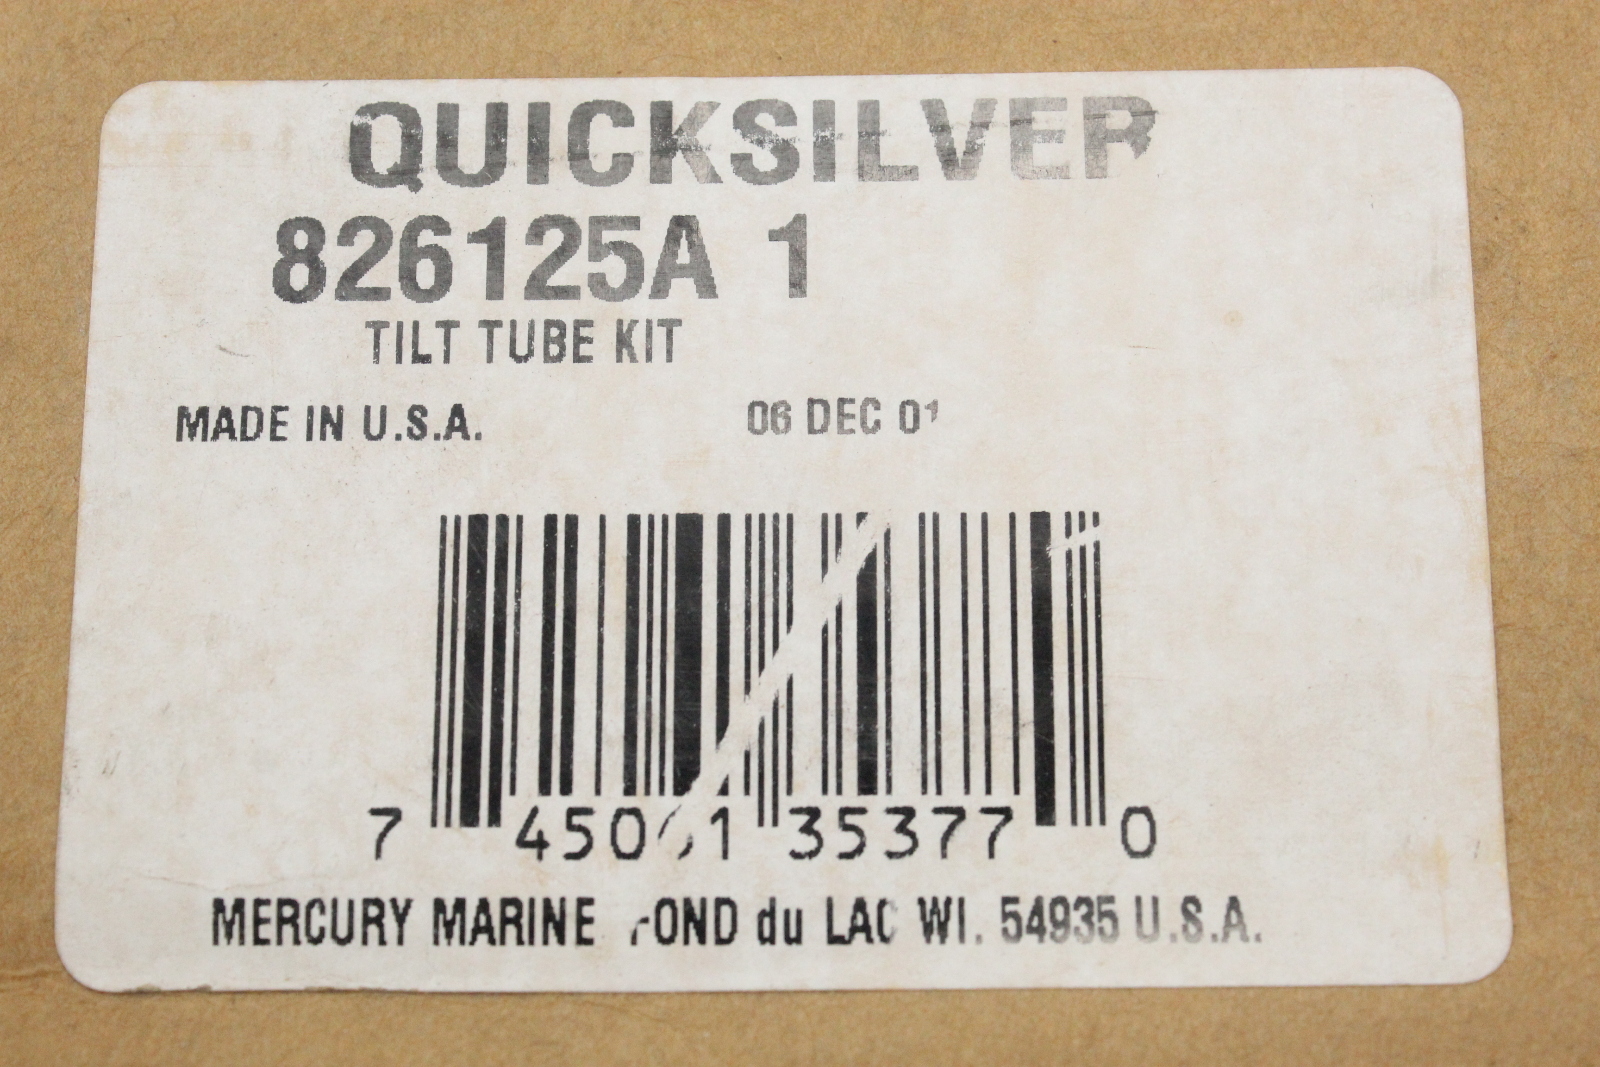 QUICKSILVER
826125A 1
TILT TUBE KIT
MADE IN U.S.A. 06 DEC 01
7 45061 35377 0
MERCURY MARINE FOND du LAC WI. 54935 U.S.A.